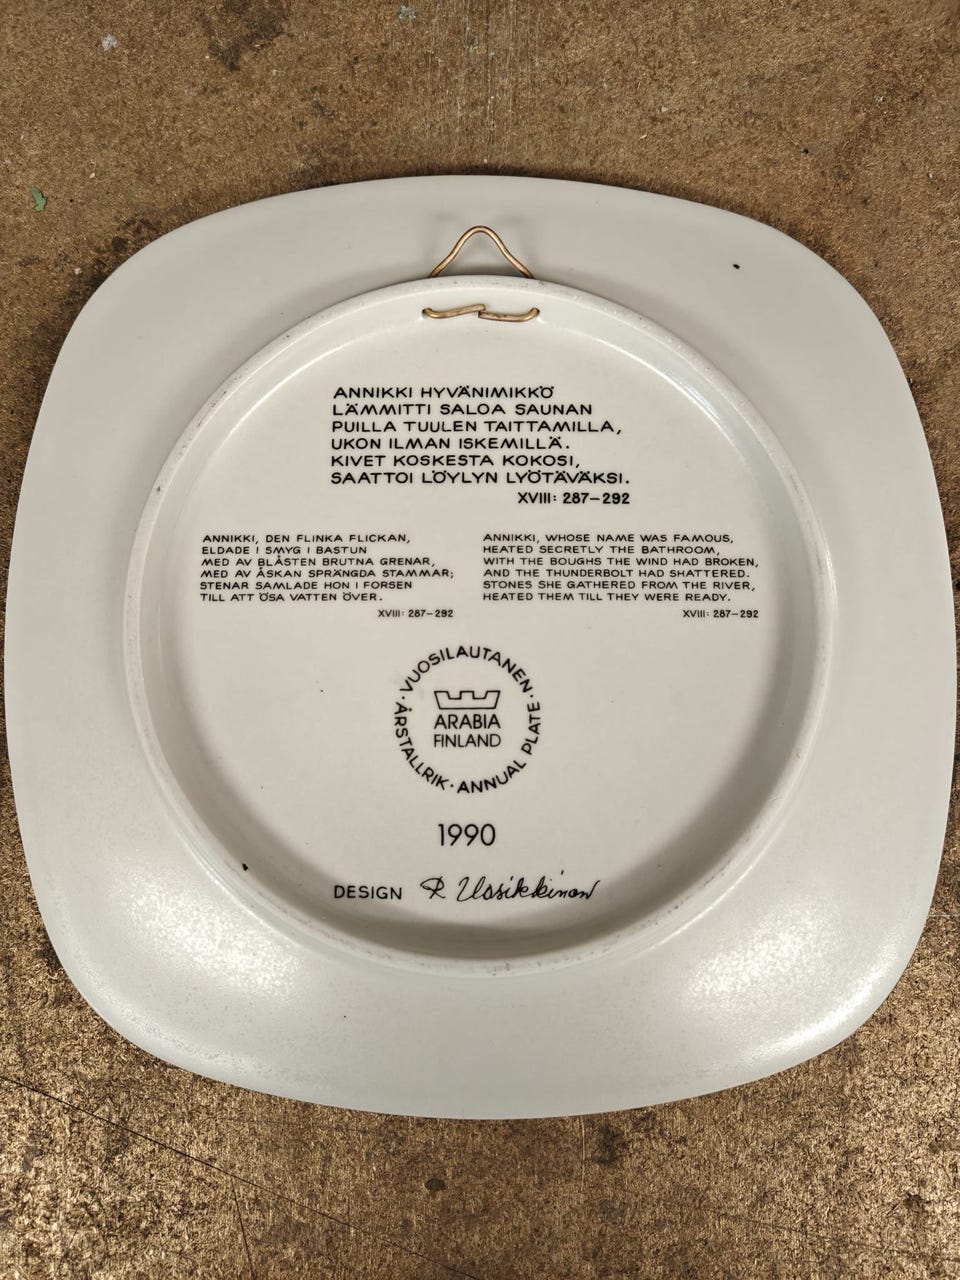 ANNIKKI HYVÄNIMIKKÖ
LÄMMITTI SALOA SAUNAN
PUILLA TUULEN TAITTAMILLA,
UKON ILMAN ISKEMILLÄ.
KIVET KOSKESTA KOKOSI,
SAATTOI LÖYLYN LYÖTÄVÄKSI.
XVIII: 287–292
ANNIKKI, DEN FLINKA FLICKAN,
ELDADE I SMYG I BASTUN
MED AV BLÅSTEN BRUTNA GRENAR,
MED AV ÅSKAN SPRÄNGDA STAMMAR;
STENAR SAMLADE HON I FORSEN
TILL ATT ÖSA VATTEN ÖVER.
XVIII: 287–292
ANNIKKI, WHOSE NAME WAS FAMOUS,
HEATED SECRETLY THE BATHROOM,
WITH THE BOUGHS THE WIND HAD BROKEN,
AND THE THUNDERBOLT HAD SHATTERED.
STONES SHE GATHERED FROM THE RIVER,
HEATED THEM TILL THEY WERE READY.
XVIII: 287–292
VUOSILAUTANEN · ANNUAL PLATE · ÅRSTALLRIK ·
ARABIA
FINLAND
1990
DESIGN R Uosikkinen